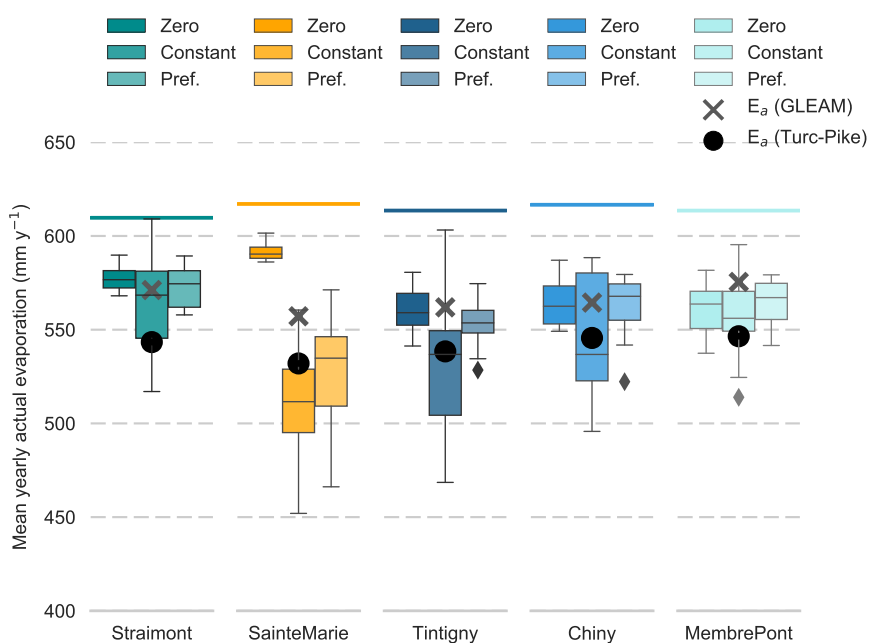 Zero Zero Zero Zero Zero
Constant Constant Constant Constant Constant
Pref. Pref. Pref. Pref. Pref.
Eₐ (GLEAM)
Eₐ (Turc-Pike)
Mean yearly actual evaporation (mm y⁻¹)
650
600
550
500
450
400
Straimont SainteMarie Tintigny Chiny MembrePont